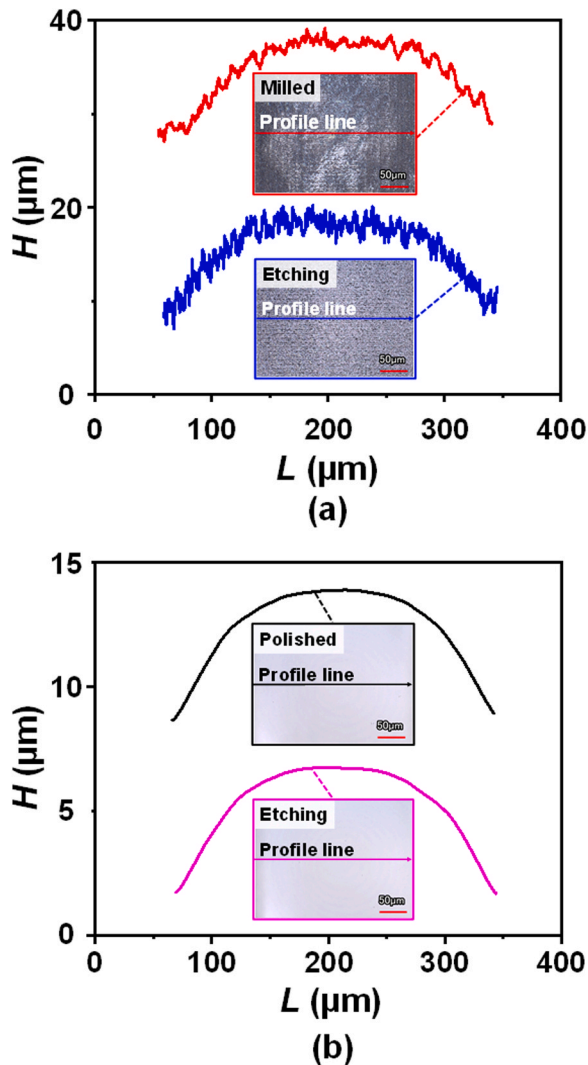 40
Milled
Profile line
50μm
H (μm)
20
Etching
Profile line
50μm
0
0 100 200 300 400
L (μm)
(a)
15
Polished
Profile line
50μm
10
H (μm)
5
Etching
Profile line
50μm
0
0 100 200 300 400
L (μm)
(b)